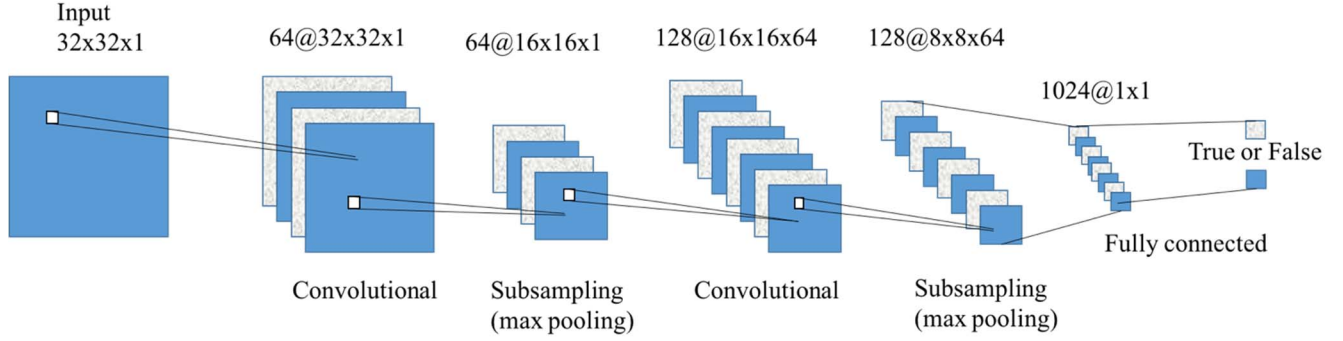 Input
32x32x1
64@32x32x1
64@16x16x1
128@16x16x64
128@8x8x64
1024@1x1
True or False
Fully connected
Convolutional
Subsampling
(max pooling)
Convolutional
Subsampling
(max pooling)